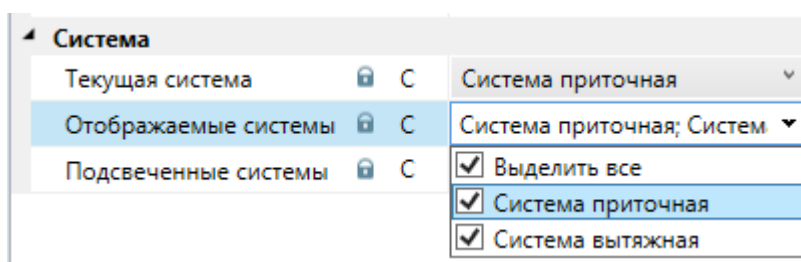 Система
Текущая система С Система приточная
Отображаемые системы С Система приточная; Систем
Подсвеченные системы С Выделить все
Система приточная
Система вытяжная